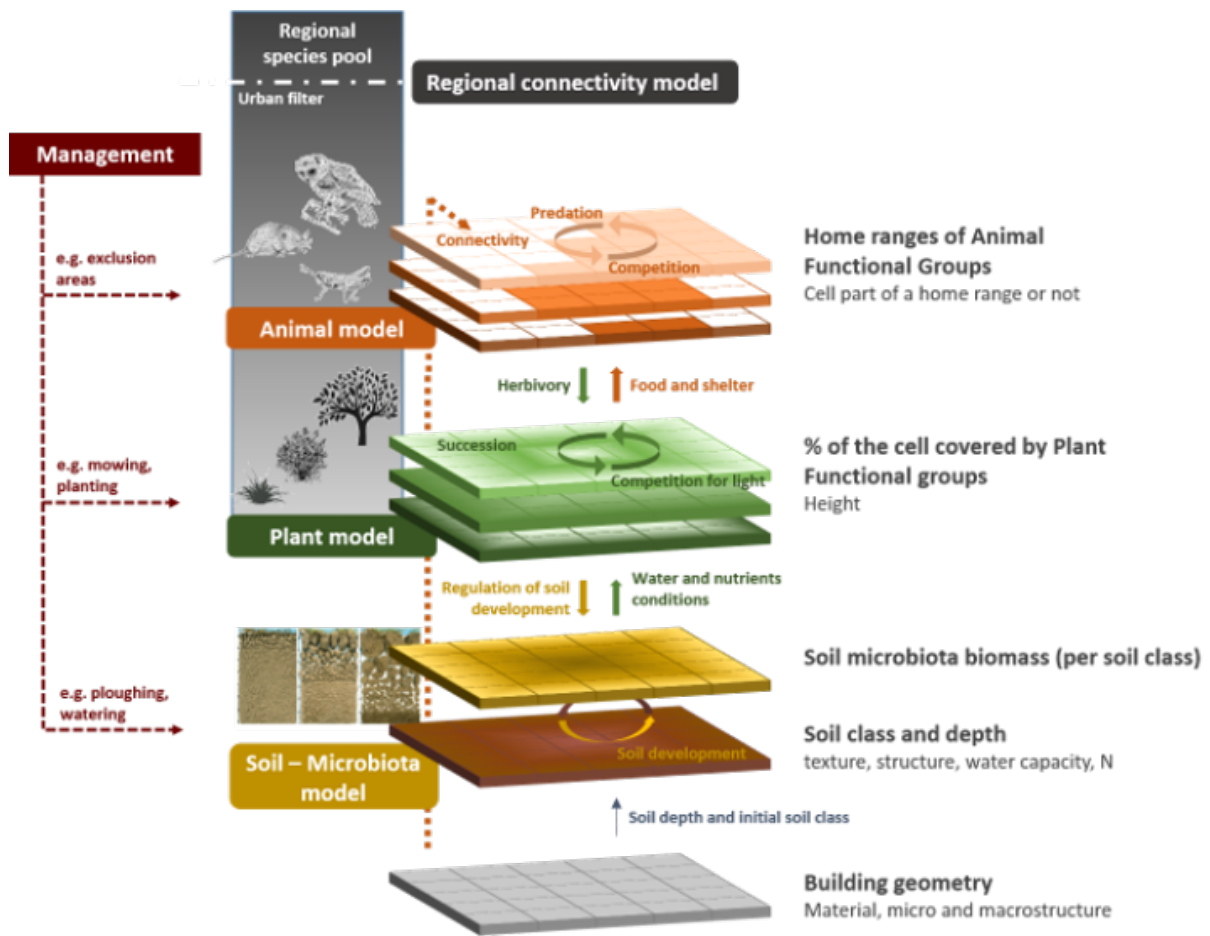 Regional
species pool
Regional connectivity model
Urban filter
Management
e.g. exclusion
areas
Animal model
Predation
Connectivity
Competition
Home ranges of Animal
Functional Groups
Cell part of a home range or not
Herbivory
Food and shelter
e.g. mowing,
planting
Plant model
Succession
Competition for light
% of the cell covered by Plant
Functional groups
Height
Regulation of soil
development
Water and nutrients
conditions
e.g. ploughing,
watering
Soil – Microbiota
model
Soil microbiota biomass (per soil class)
Soil development
Soil class and depth
texture, structure, water capacity, N
Soil depth and initial soil class
Building geometry
Material, micro and macrostructure